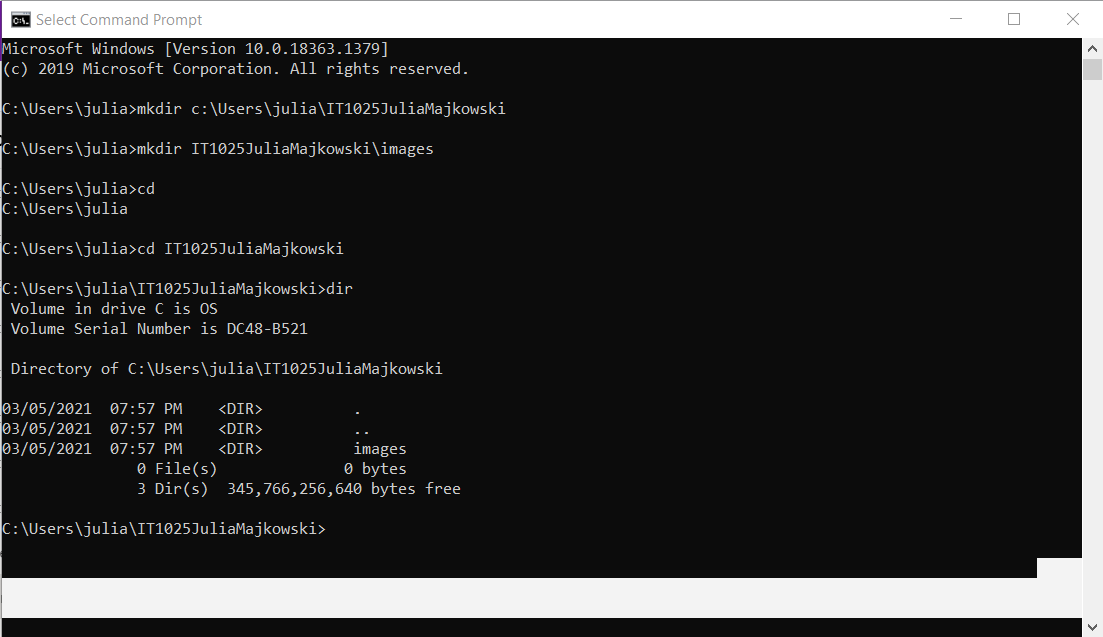 Select Command Prompt
Microsoft Windows [Version 10.0.18363.1379]
(c) 2019 Microsoft Corporation. All rights reserved.
C:\Users\julia>mkdir c:\Users\julia\IT1025JuliaMajkowski
C:\Users\julia>mkdir IT1025JuliaMajkowski\images
C:\Users\julia>cd
C:\Users\julia
C:\Users\julia>cd IT1025JuliaMajkowski
C:\Users\julia\IT1025JuliaMajkowski>dir
 Volume in drive C is OS
 Volume Serial Number is DC48-B521
 Directory of C:\Users\julia\IT1025JuliaMajkowski
03/05/2021  07:57 PM    <DIR>          .
03/05/2021  07:57 PM    <DIR>          ..
03/05/2021  07:57 PM    <DIR>          images
               0 File(s)              0 bytes
               3 Dir(s)  345,766,256,640 bytes free
C:\Users\julia\IT1025JuliaMajkowski>